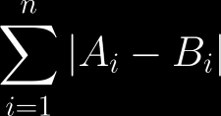 \sum_{i=1}^{n} |A_i - B_i|